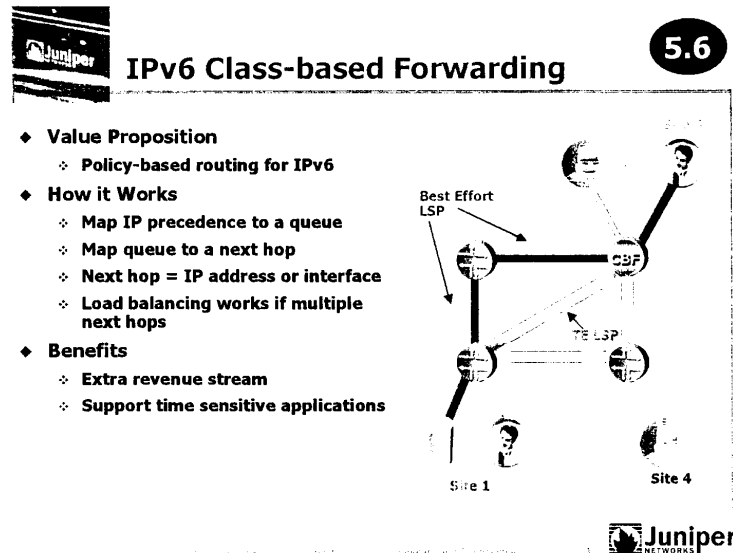 Juniper
IPv6 Class-based Forwarding
5.6
Value Proposition
Policy-based routing for IPv6
How it Works
Map IP precedence to a queue
Map queue to a next hop
Next hop = IP address or interface
Load balancing works if multiple
next hops
Benefits
Extra revenue stream
Support time sensitive applications
Best Effort
LSP
CBF
TE LSP
Site 1
Site 4
Juniper
NETWORKS